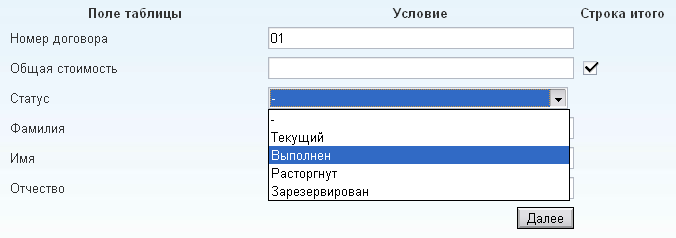 Поле таблицы Условие Строка итого
Номер договора 01
Общая стоимость
Статус -
-
Фамилия
Текущий
Имя Выполнен
Расторгнут
Отчество Зарезервирован
Далее